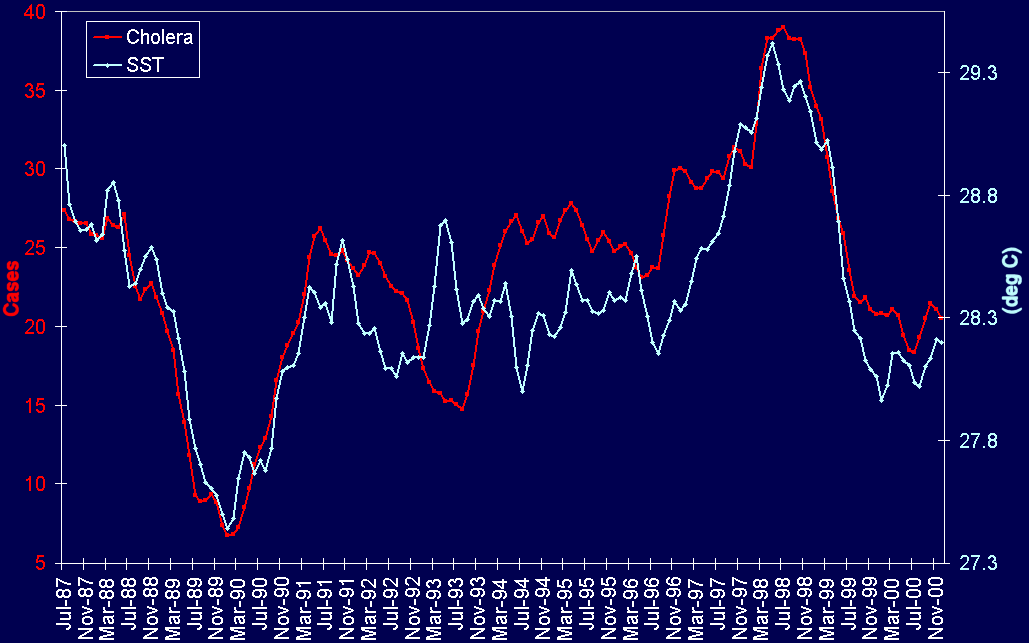 Cholera
SST
40
35
30
25
20
15
10
5
Cases
29.3
28.8
28.3
27.8
27.3
(deg C)
Jul-87
Nov-87
Mar-88
Jul-88
Nov-88
Mar-89
Jul-89
Nov-89
Mar-90
Jul-90
Nov-90
Mar-91
Jul-91
Nov-91
Mar-92
Jul-92
Nov-92
Mar-93
Jul-93
Nov-93
Mar-94
Jul-94
Nov-94
Mar-95
Jul-95
Nov-95
Mar-96
Jul-96
Nov-96
Mar-97
Jul-97
Nov-97
Mar-98
Jul-98
Nov-98
Mar-99
Jul-99
Nov-99
Mar-00
Jul-00
Nov-00